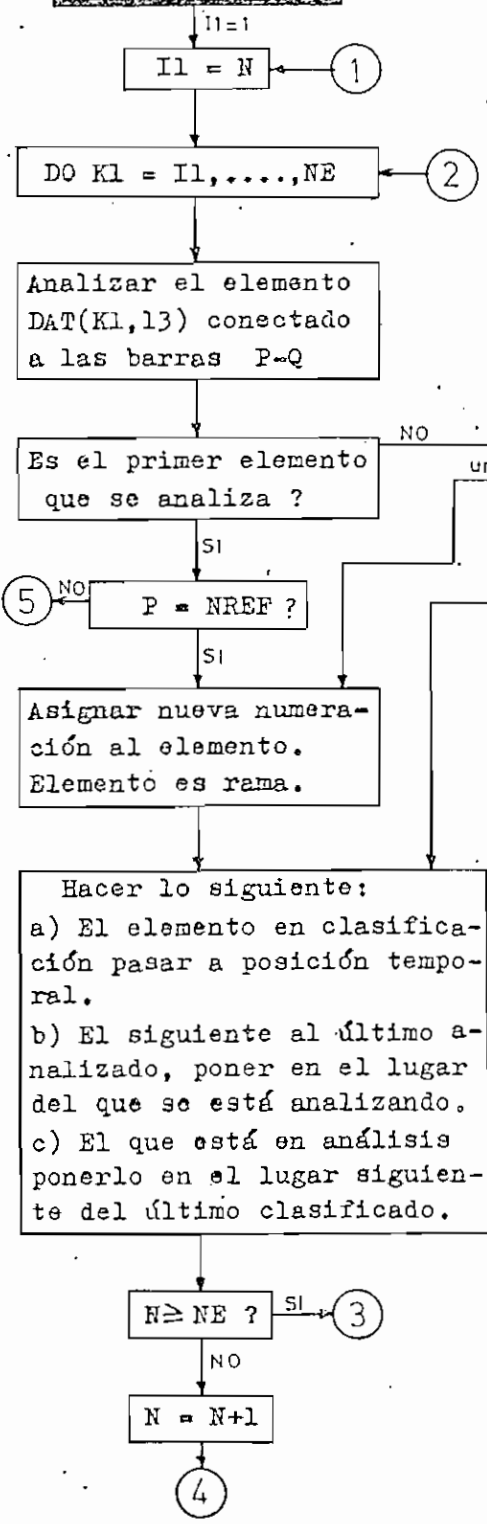 I1=1
I1 = N
1
DO K1 = I1,....,NE
2
Analizar el elemento
DAT(K1,13) conectado
a las barras P-Q
NO
Es el primer elemento
que se analiza ?
SI
5
NO
P = NREF ?
SI
Asignar nueva numera-
ción al elemento.
Elemento es rama.
Hacer lo siguiente:
a) El elemento en clasifica-
ción pasar a posición tempo-
ral.
b) El siguiente al último a-
nalizado, poner en el lugar
del que se está analizando.
c) El que está en análisis
ponerlo en el lugar siguien-
te del último clasificado.
N≥ NE ?
SI
3
NO
N = N+1
4